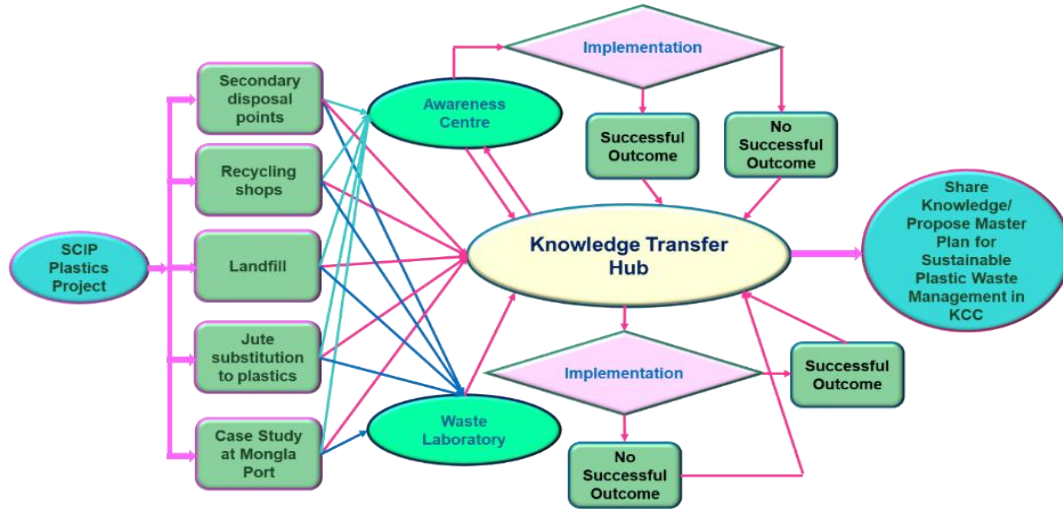 SCIP
Plastics
Project
Secondary
disposal
points
Recycling
shops
Landfill
Jute
substitution
to plastics
Case Study
at Mongla
Port
Awareness
Centre
Waste
Laboratory
Implementation
Successful
Outcome
No
Successful
Outcome
Knowledge Transfer
Hub
Implementation
Successful
Outcome
No
Successful
Outcome
Share
Knowledge/
Propose Master
Plan for
Sustainable
Plastic Waste
Management in
KCC